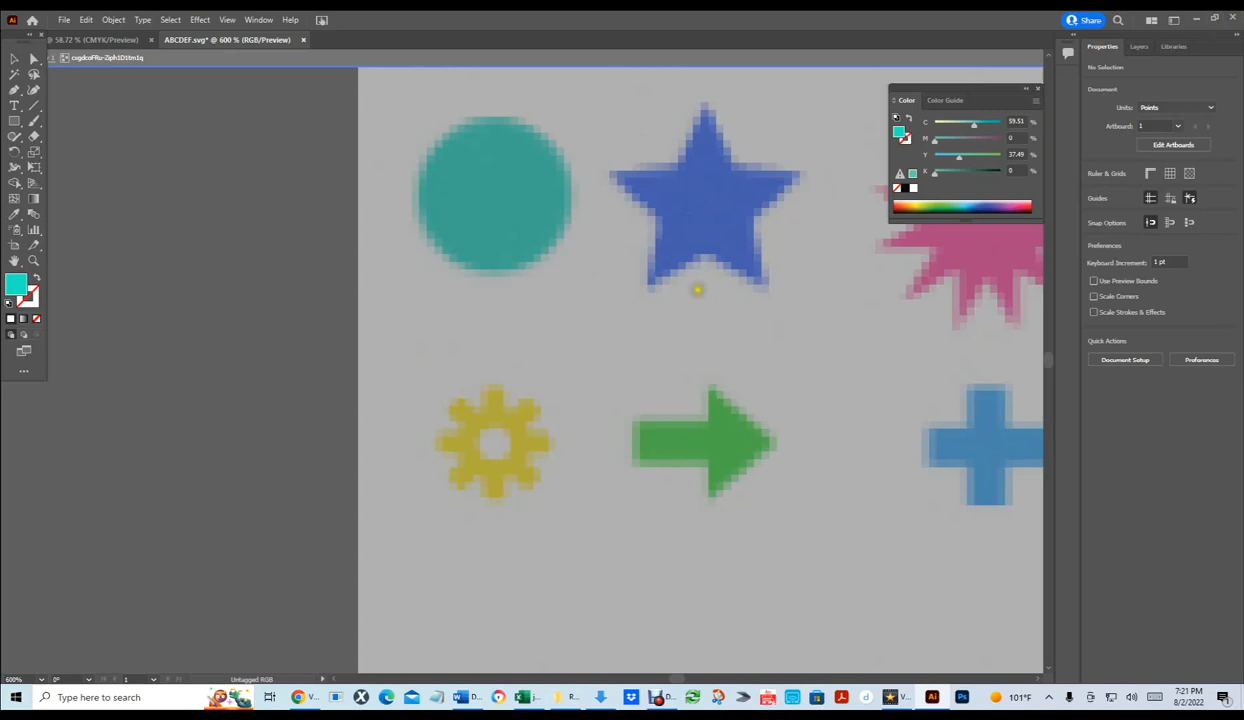 Ai File Edit Object Type Select Effect View Window Help Share
58.72 % (CMYK/Preview) × ABCDEF.svg* @ 600 % (RGB/Preview) ×
Properties Layers Libraries
No Selection
Document:
Units: Points
Artboard: 1
Edit Artboards
Ruler & Grids
Guides
Snap Options
Preferences
Keyboard Increment: 1 pt
Use Preview Bounds
Scale Corners
Scale Strokes & Effects
Quick Actions
Document Setup Preferences
Color Color Guide
C 59.51 %
M 0 %
Y 37.49 %
K 0 %
600% 0° 1 Untagged RGB
Type here to search
V... D... j... R... D... V...
101°F
7:21 PM
8/2/2022